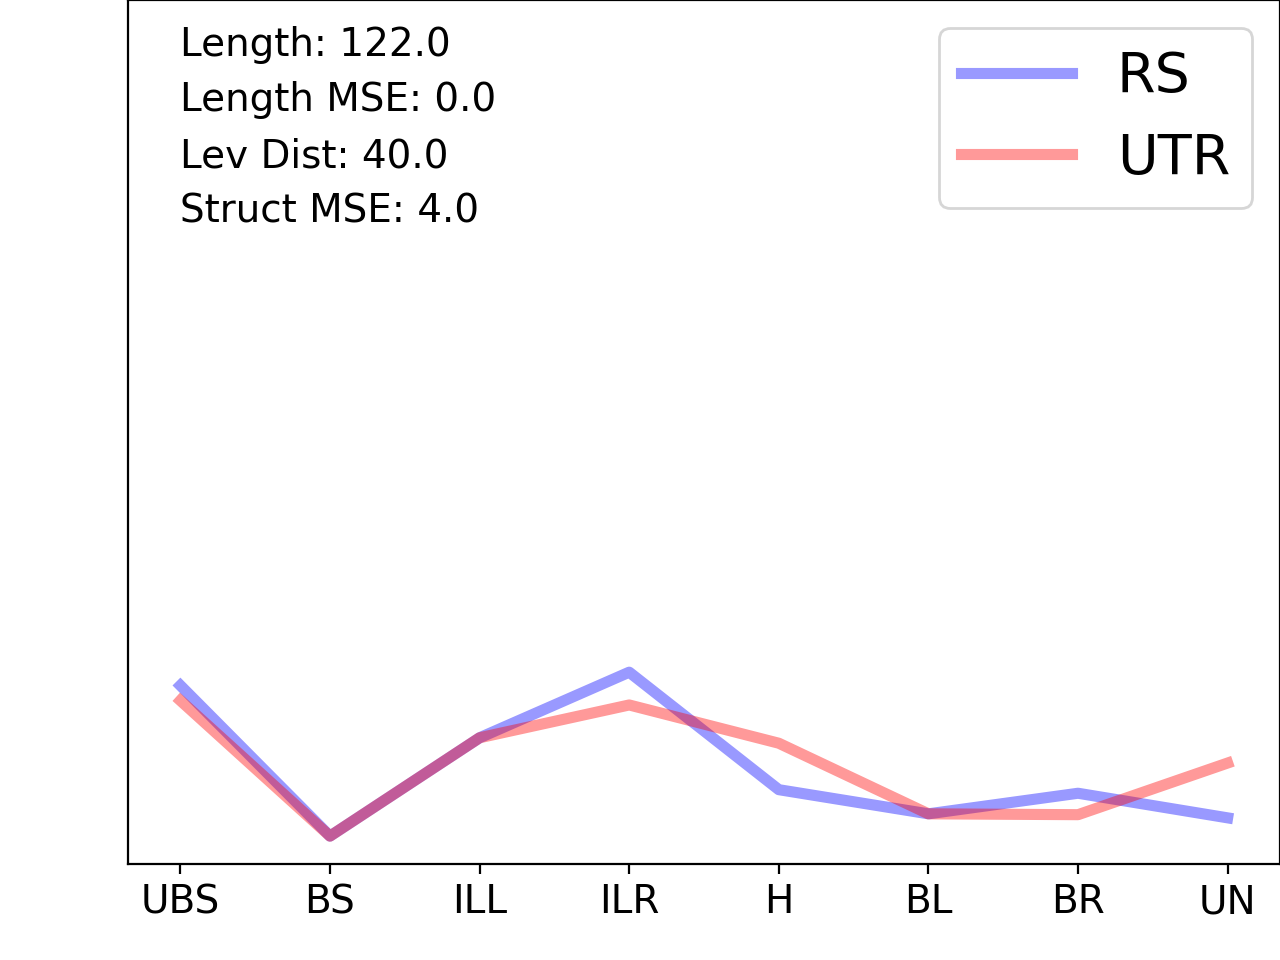 Length: 122.0
Length MSE: 0.0
Lev Dist: 40.0
Struct MSE: 4.0
RS
UTR
UBS BS ILL ILR H BL BR UN